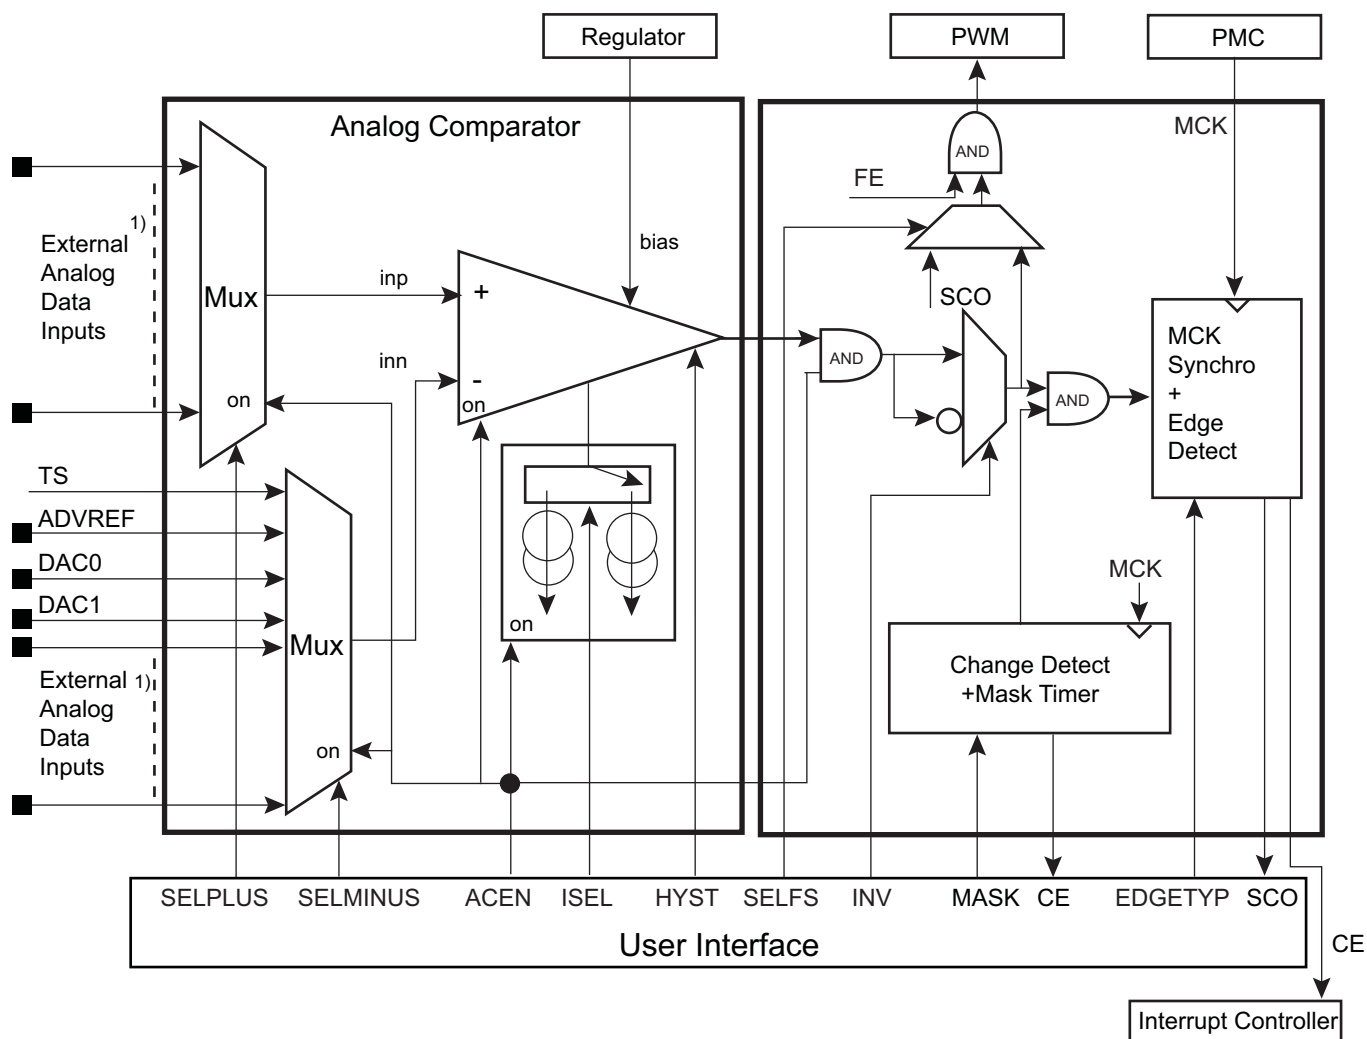 Regulator
PWM
PMC
Analog Comparator
MCK
AND
FE
External 1)
Analog
Data
Inputs
bias
inp
Mux
+
SCO
MCK
Synchro
+
Edge
Detect
inn
AND
-
on
on
AND
TS
ADVREF
DAC0
MCK
DAC1
on
Mux
Change Detect
+Mask Timer
External 1)
Analog
Data
Inputs
on
SELPLUS SELMINUS ACEN ISEL HYST SELFS INV MASK CE EDGETYP SCO
User Interface
CE
Interrupt Controller